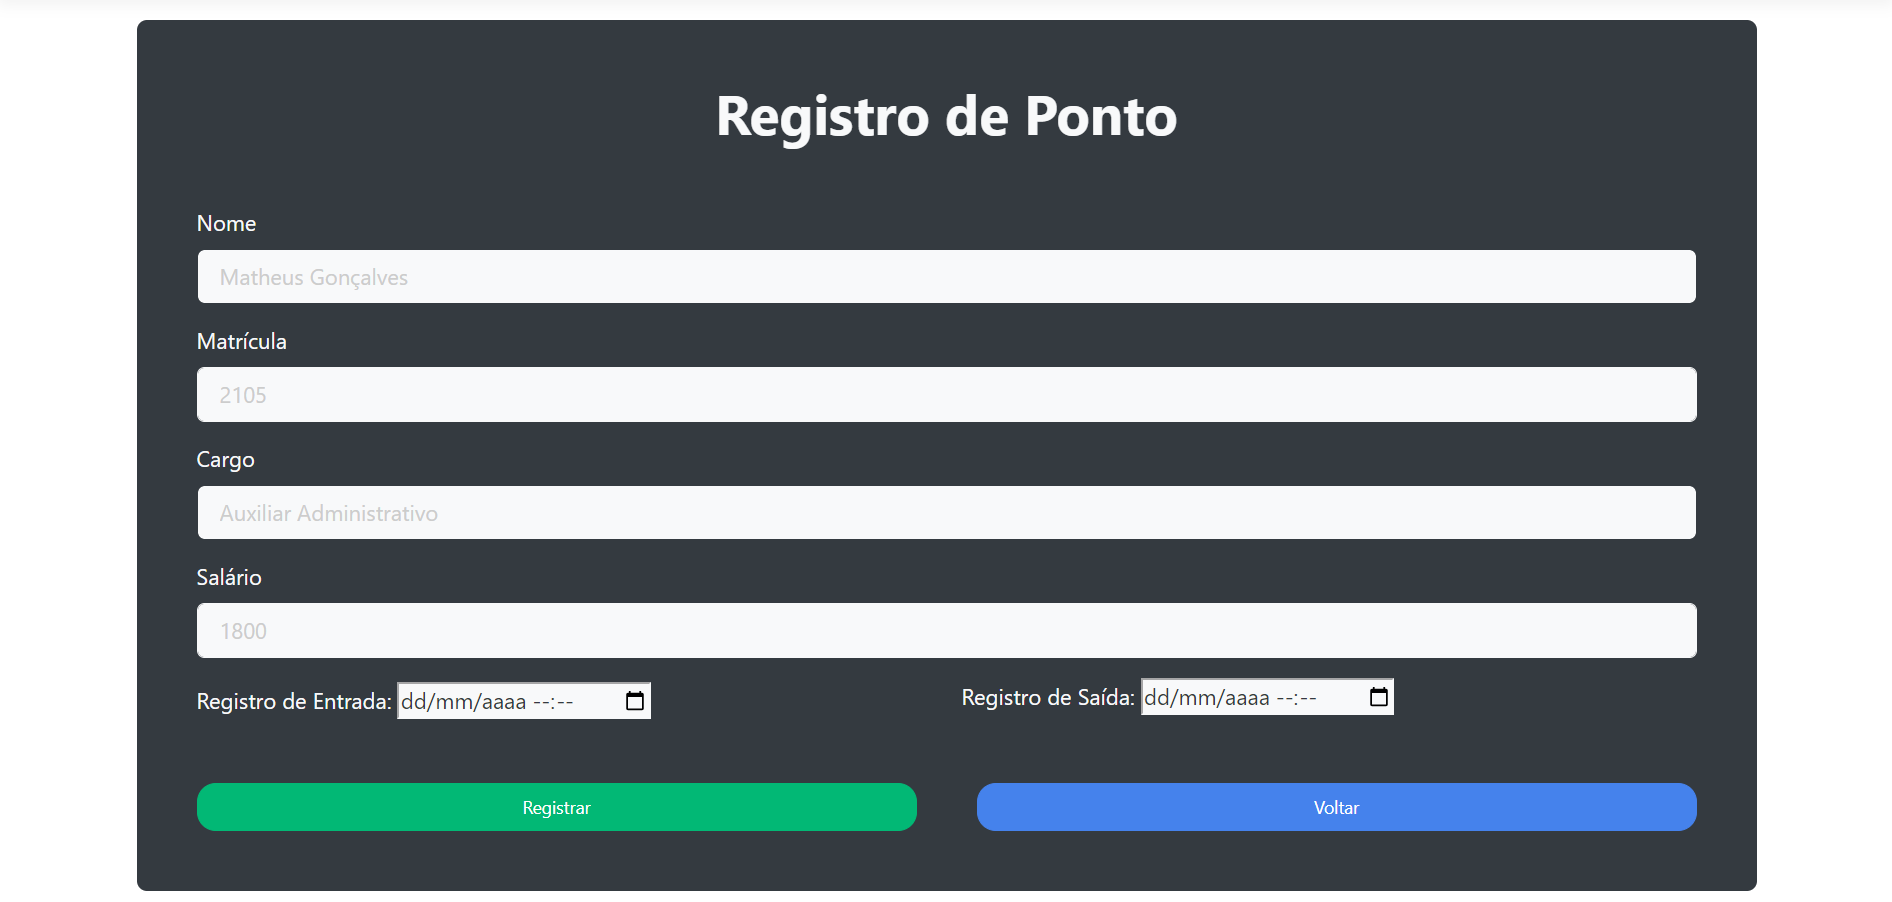 Registro de Ponto
Nome
Matheus Gonçalves
Matrícula
2105
Cargo
Auxiliar Administrativo
Salário
1800
Registro de Entrada: dd/mm/aaaa --:-- Registro de Saída: dd/mm/aaaa --:--
Registrar Voltar